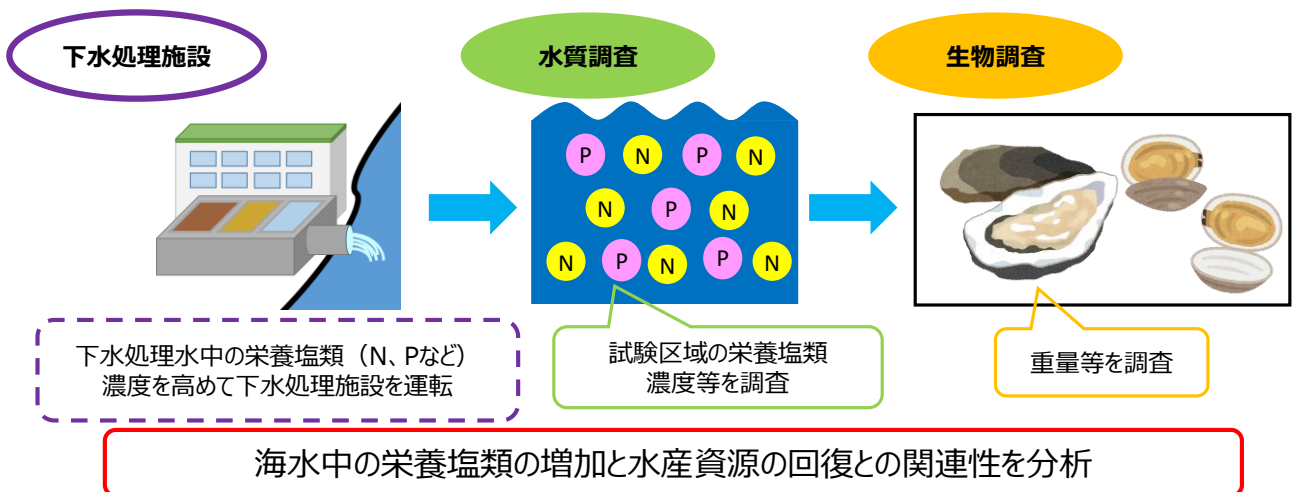 下水処理施設
水質調査
生物調査
P N P N
N P N
N P N P N
下水処理水中の栄養塩類（N、Pなど）
濃度を高めて下水処理施設を運転
試験区域の栄養塩類
濃度等を調査
重量等を調査
海水中の栄養塩類の増加と水産資源の回復との関連性を分析